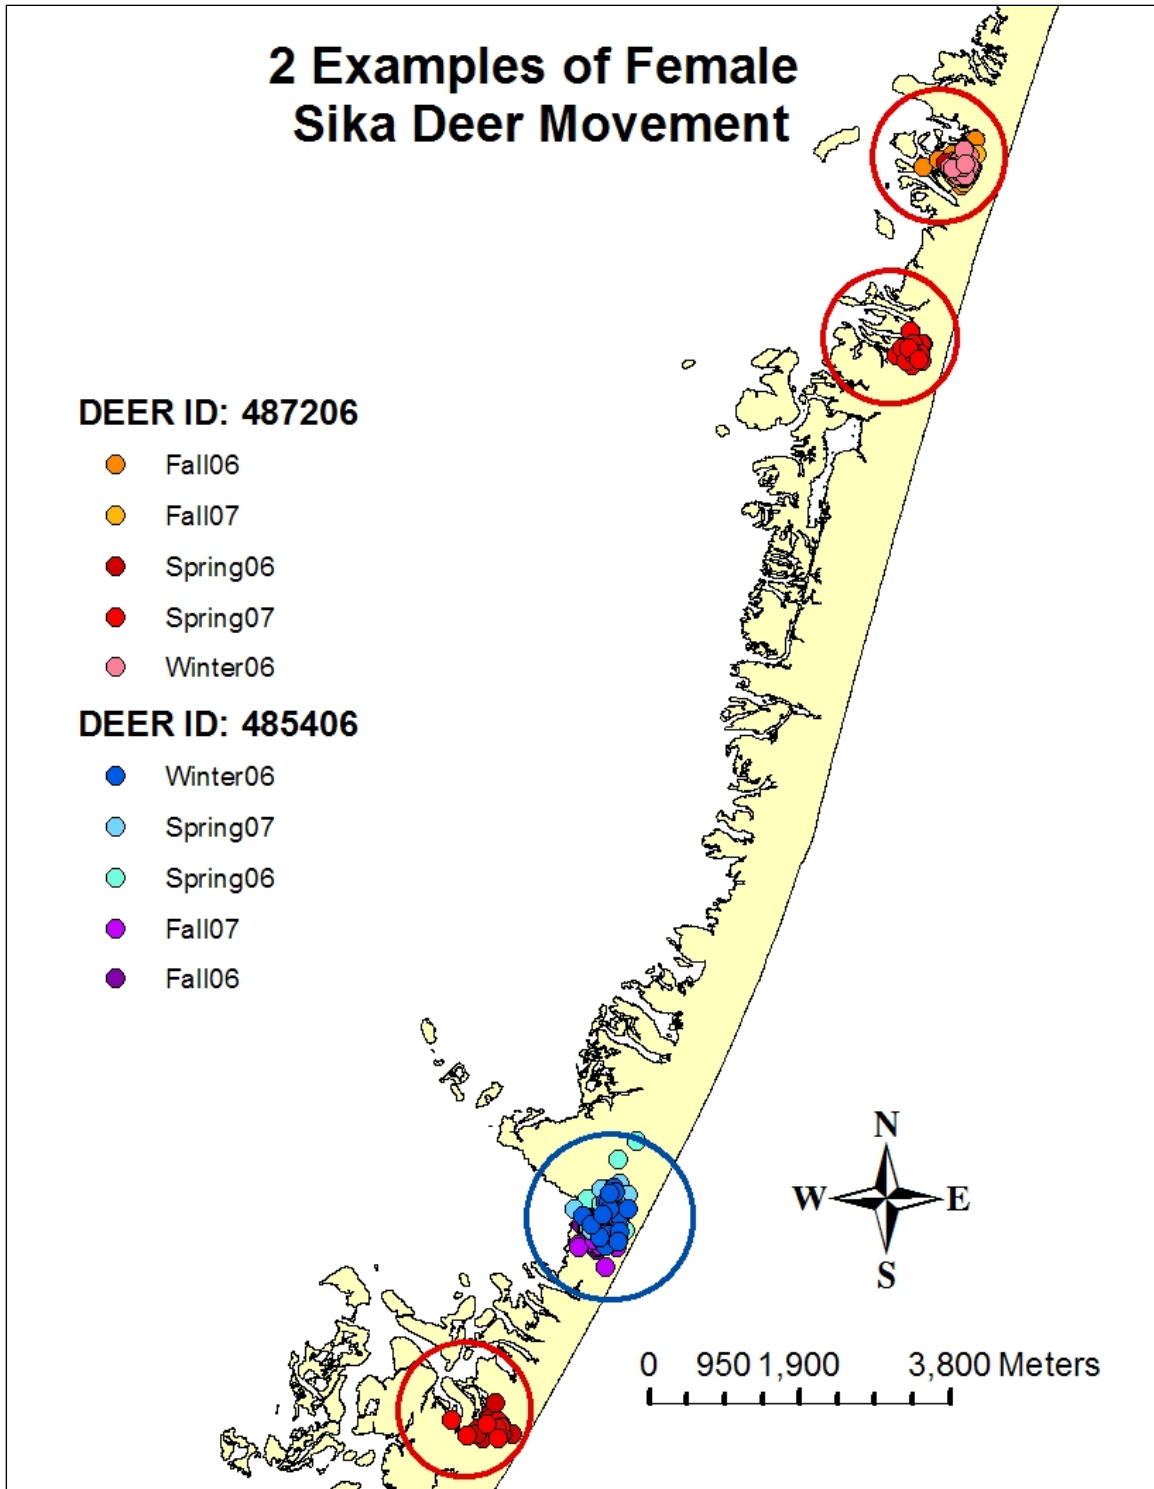 2 Examples of Female
Sika Deer Movement
DEER ID: 487206
Fall06
Fall07
Spring06
Spring07
Winter06
DEER ID: 485406
Winter06
Spring07
Spring06
Fall07
Fall06
N
W E
S
0 950 1,900 3,800 Meters